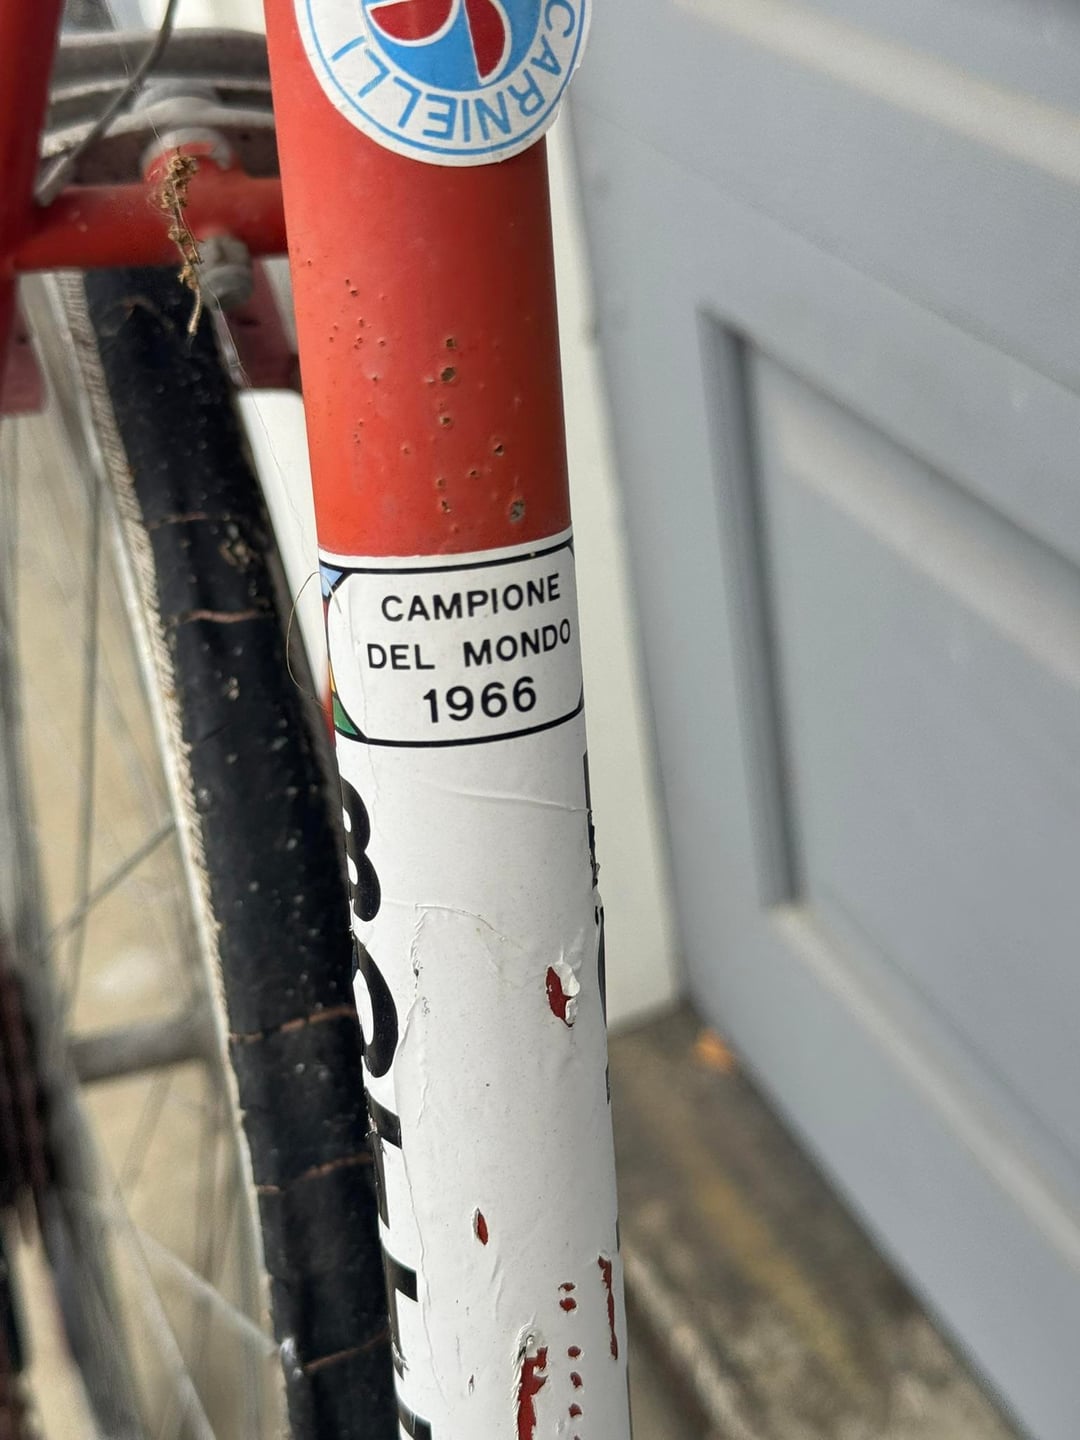 CARNIELLI
CAMPIONE
DEL MONDO
1966